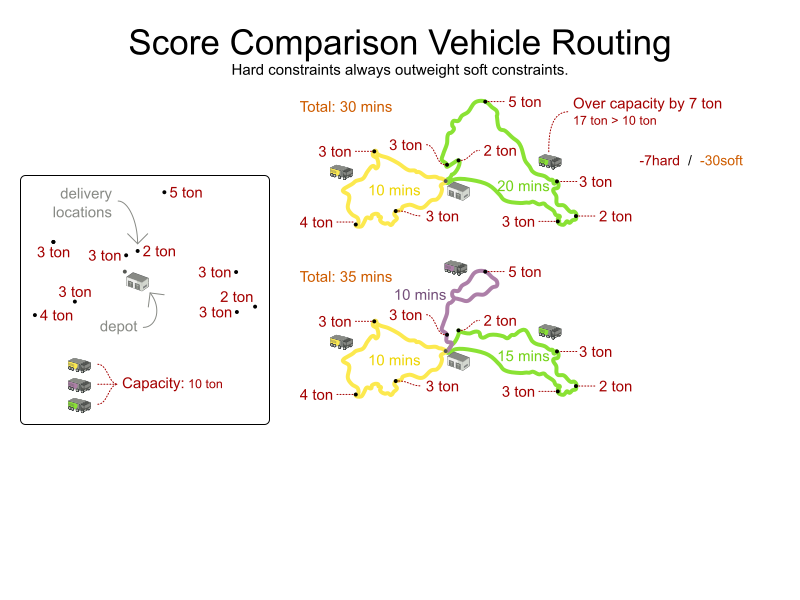 Score Comparison Vehicle Routing
Hard constraints always outweight soft constraints.
delivery
locations
5 ton
3 ton
3 ton
2 ton
3 ton
3 ton
2 ton
4 ton
3 ton
depot
Capacity: 10 ton
Total: 30 mins
5 ton
Over capacity by 7 ton
17 ton > 10 ton
3 ton
3 ton
2 ton
-7hard / -30soft
10 mins
20 mins
3 ton
4 ton
3 ton
3 ton
2 ton
Total: 35 mins
5 ton
10 mins
3 ton
3 ton
2 ton
10 mins
15 mins
3 ton
4 ton
3 ton
3 ton
2 ton